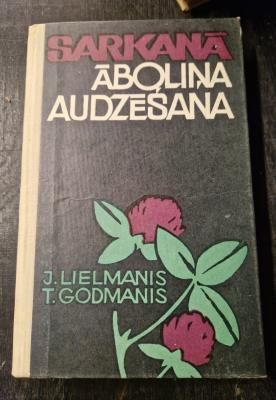 SARKANĀ
ĀBOLIŅA
AUDZĒŠANA
J. LIELMANIS
T. GODMANIS